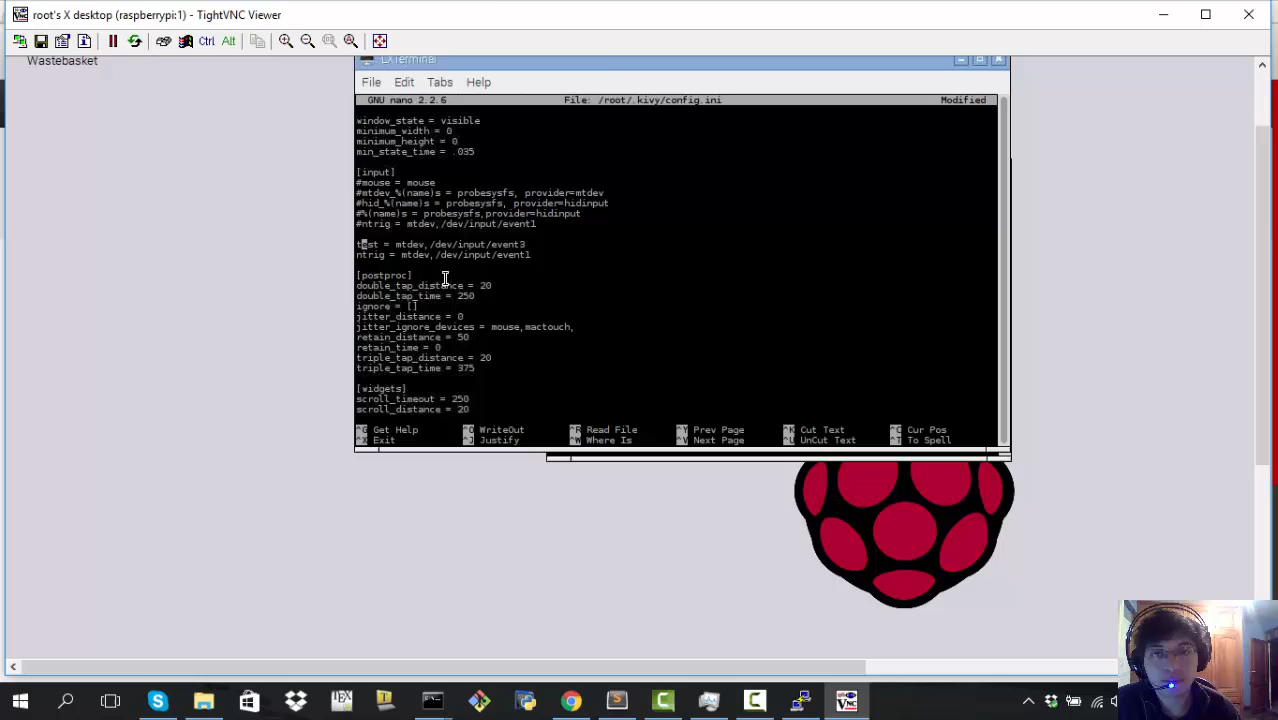 root's X desktop (raspberrypi:1) - TightVNC Viewer
Ctrl Alt
Wastebasket
LXTerminal
File Edit Tabs Help
GNU nano 2.2.6 File: /root/.kivy/config.ini Modified
window_state = visible
minimum_width = 0
minimum_height = 0
min_state_time = .035
[input]
#mouse = mouse
#mtdev_%(name)s = probesysfs, provider=mtdev
#hid_%(name)s = probesysfs, provider=hidinput
#%(name)s = probesysfs,provider=hidinput
#ntrig = mtdev,/dev/input/event1
test = mtdev,/dev/input/event3
ntrig = mtdev,/dev/input/event1
[postproc]
double_tap_distance = 20
double_tap_time = 250
ignore = []
jitter_distance = 0
jitter_ignore_devices = mouse,mactouch,
retain_distance = 50
retain_time = 0
triple_tap_distance = 20
triple_tap_time = 375
[widgets]
scroll_timeout = 250
scroll_distance = 20
^G Get Help ^O WriteOut ^R Read File ^Y Prev Page ^K Cut Text ^C Cur Pos
^X Exit ^J Justify ^W Where Is ^V Next Page ^U UnCut Text ^T To Spell